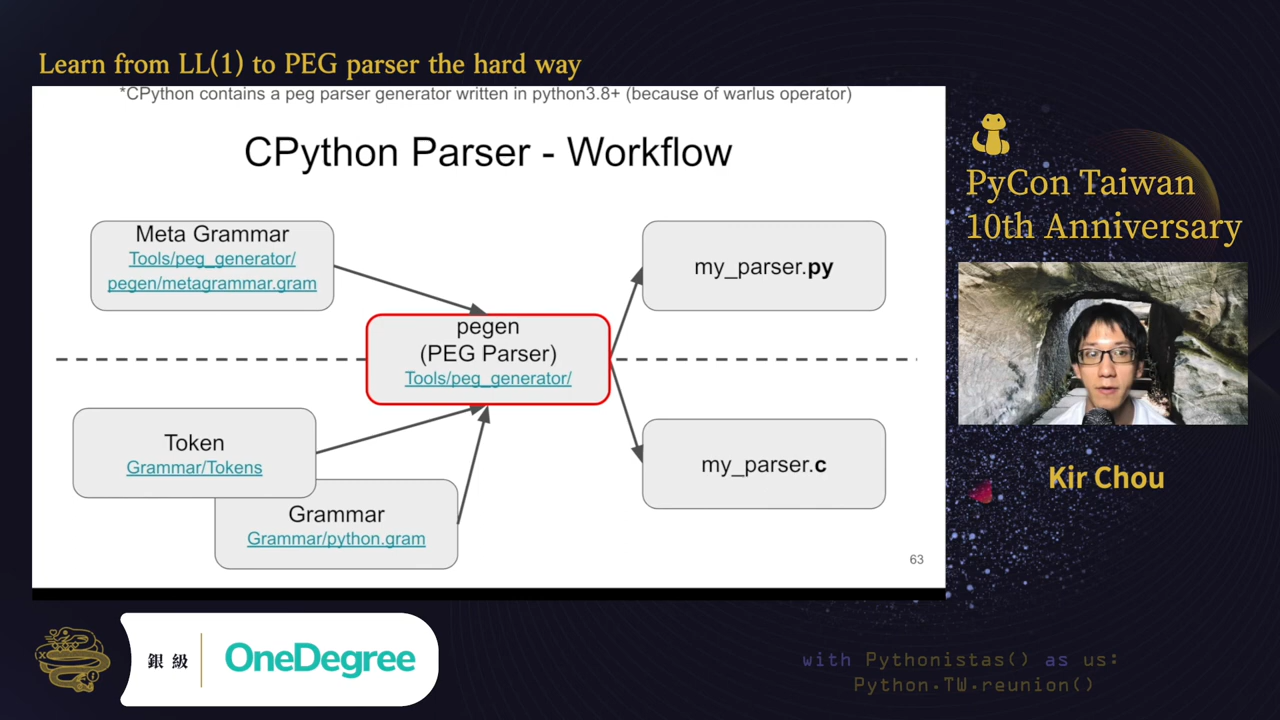 Learn from LL(1) to PEG parser the hard way
*CPython contains a peg parser generator written in python3.8+ (because of warlus operator)
CPython Parser - Workflow
Meta Grammar
Tools/peg_generator/
pegen/metagrammar.gram
my_parser.py
pegen
(PEG Parser)
Tools/peg_generator/
Token
Grammar/Tokens
my_parser.c
Grammar
Grammar/python.gram
63
PyCon Taiwan
10th Anniversary
Kir Chou
銀級
OneDegree
with Pythonistas() as us:
Python.TW.reunion()